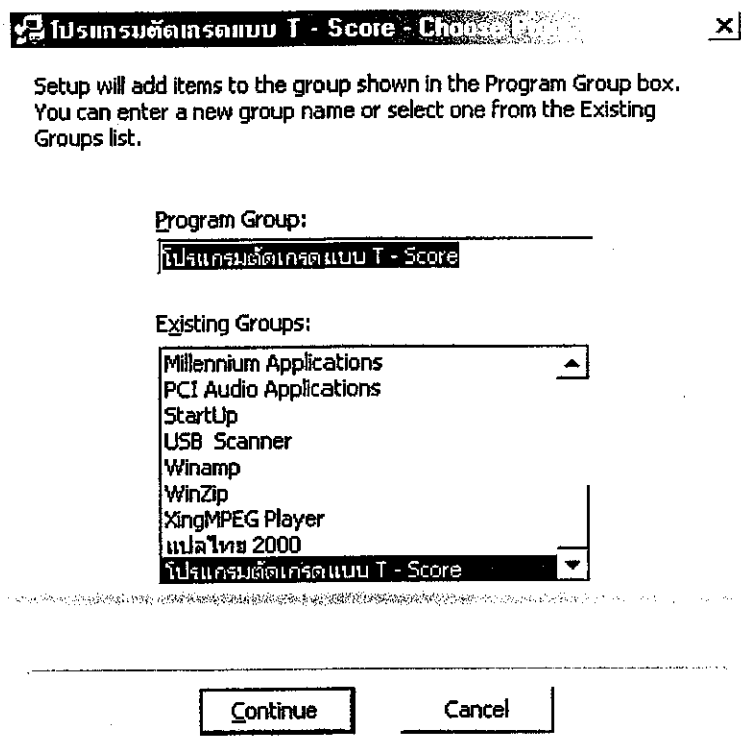 โปรแกรมตัดเกรดแบบ T - Score - Choose
Setup will add items to the group shown in the Program Group box.
You can enter a new group name or select one from the Existing
Groups list.
Program Group:
โปรแกรมตัดเกรดแบบ T - Score
Existing Groups:
Millennium Applications
PCI Audio Applications
StartUp
USB Scanner
Winamp
WinZip
XingMPEG Player
แปลไทย 2000
โปรแกรมตัดเกรดแบบ T - Score
Continue
Cancel